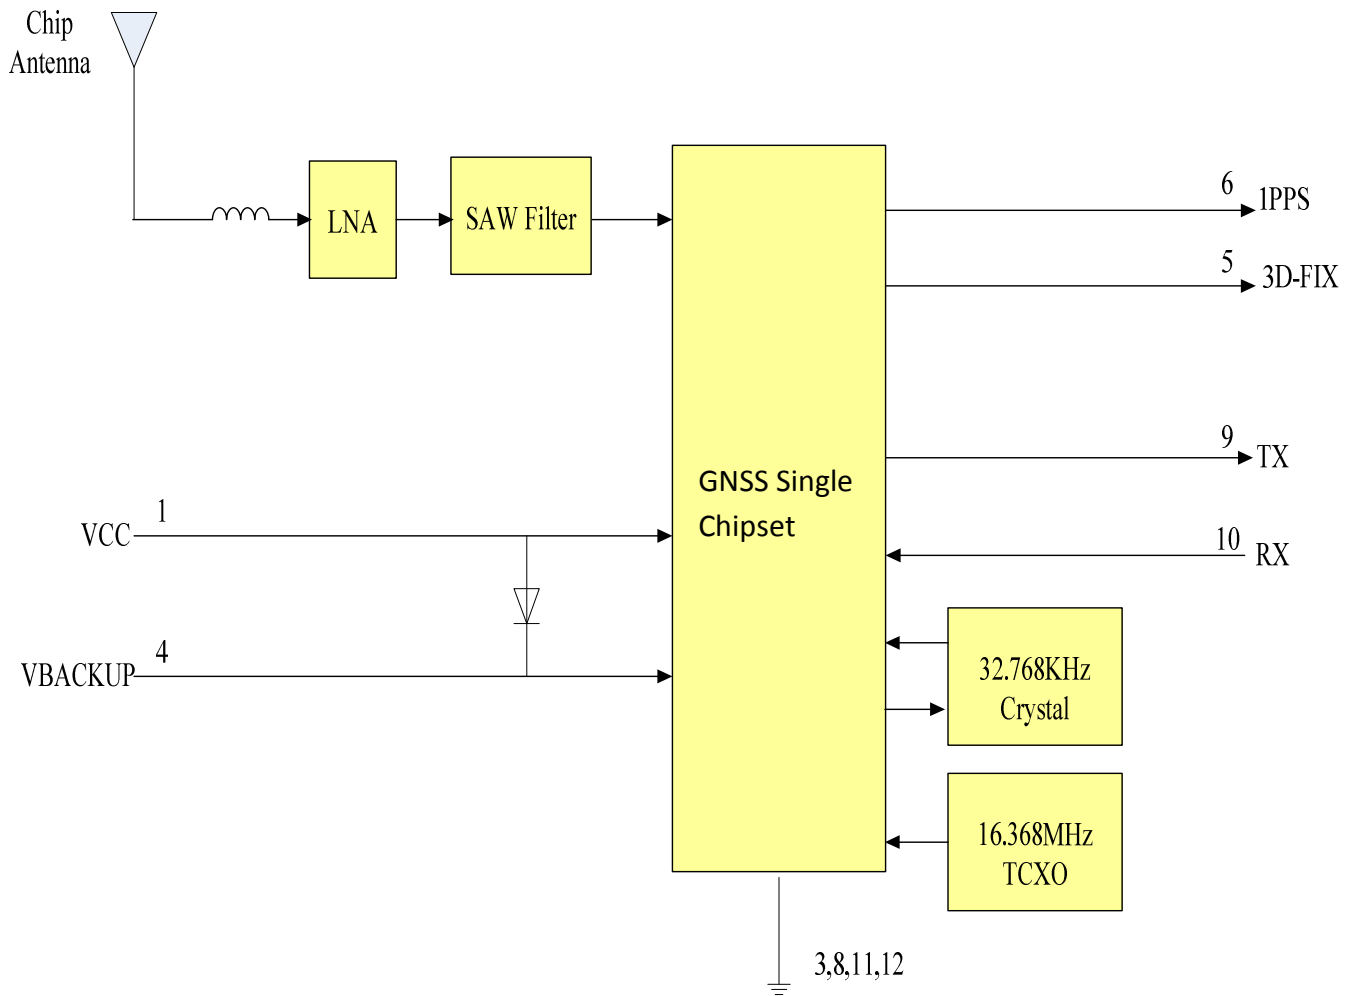 Chip
Antenna
LNA
SAW Filter
6
1PPS
5
3D-FIX
GNSS Single
Chipset
9
TX
10
RX
1
VCC
4
VBACKUP
32.768KHz
Crystal
16.368MHz
TCXO
3,8,11,12